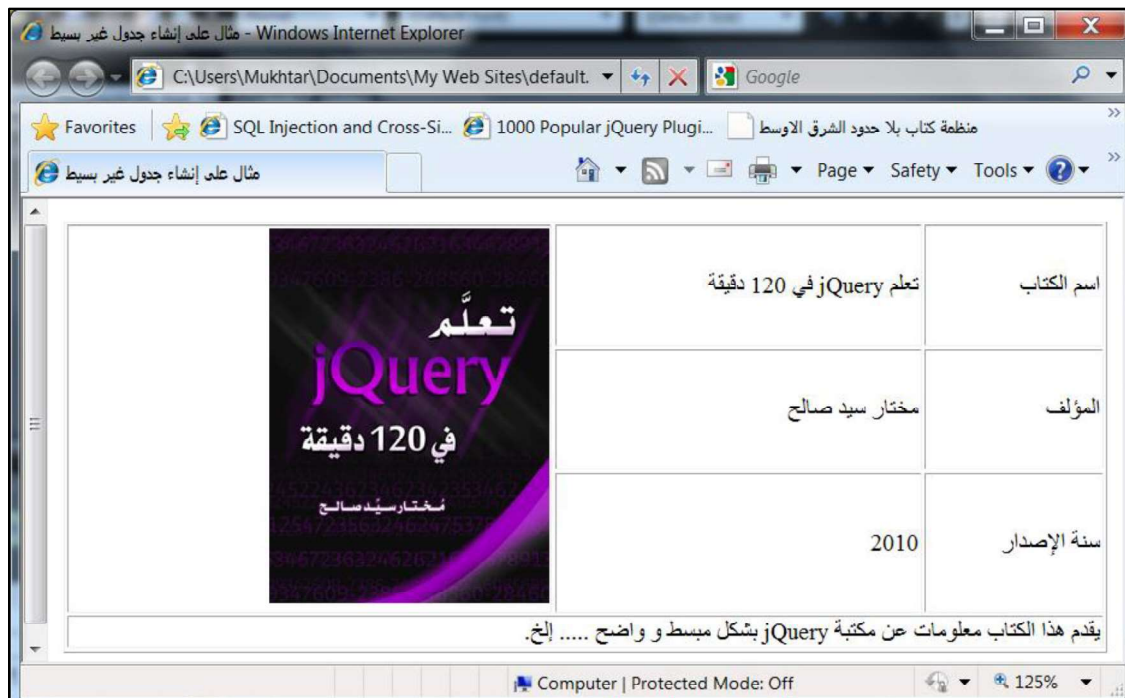 مثال على إنشاء جدول غير بسيط - Windows Internet Explorer
C:\Users\Mukhtar\Documents\My Web Sites\default.
Google
Favorites
SQL Injection and Cross-Si...
1000 Popular jQuery Plugi...
منظمة كتاب بلا حدود الشرق الاوسط
مثال على إنشاء جدول غير بسيط
Page
Safety
Tools
اسم الكتاب
تعلم jQuery في 120 دقيقة
تعلَّم
jQuery
في 120 دقيقة
مُختار سيِّد صالح
المؤلف
مختار سيد صالح
سنة الإصدار
2010
يقدم هذا الكتاب معلومات عن مكتبة jQuery بشكل مبسط و واضح ..... إلخ.
Computer | Protected Mode: Off
125%